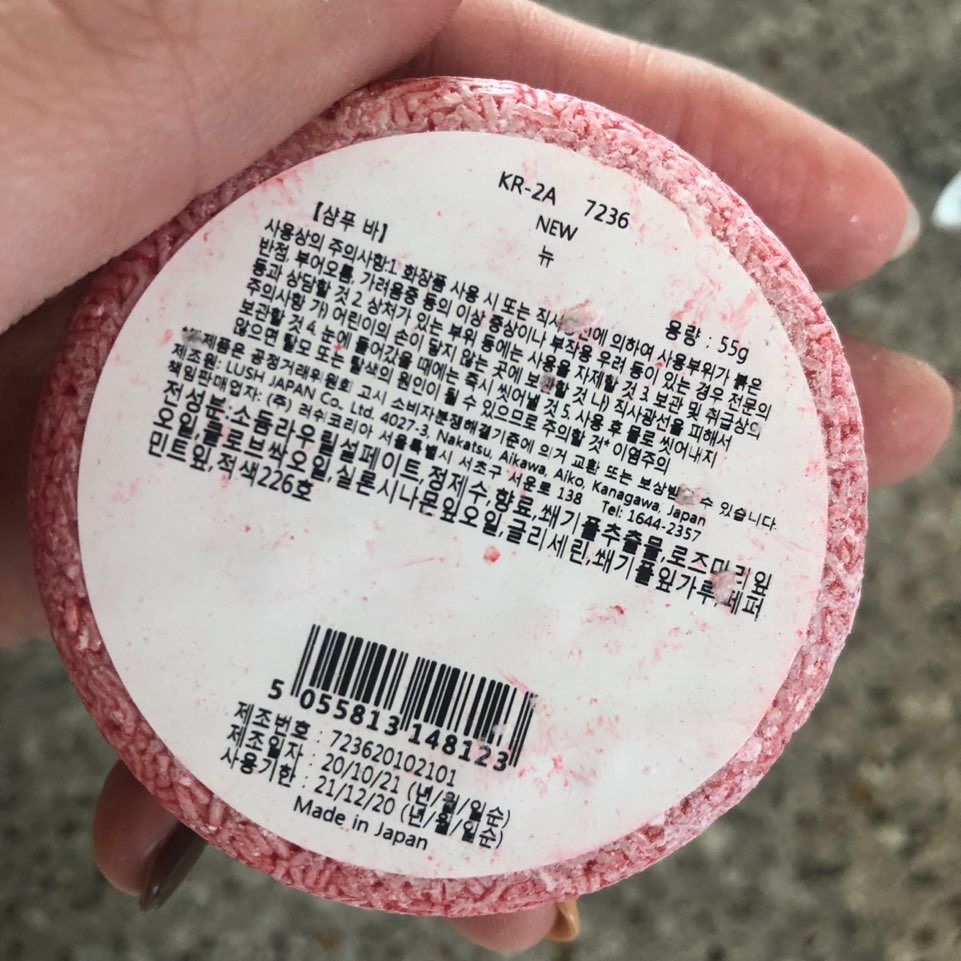 KR-2A 7236
NEW
뉴
【샴푸 바】
용량 : 55g
사용상의 주의사항:1 화장품 사용 시 또는 직사 에 의하여 사용부위가 붉은
반점, 부어오름, 가려움증 등의 이상 증상이나 부작용 우려 등이 있는 경우 전문의
등과 상담할 것 2 상처가 있는 부위 등에는 사용을 자제할 것 3 보관 및 취급상의
주의사항 가) 어린이의 손이 닿지 않는 곳에 보관할 것 나) 직사광선을 피해서
보관할 것 4. 눈에 들어갔을 때에는 즉시 씻어낼 것 5. 사용 후 물로 씻어내지
않으면 탈모 또는 탈색의 원인이 될 수 있으므로 주의할 것* 이염주의
제품은 공정거래위원회 고시 소비자분쟁해결기준에 의거 교환 또는 보상받 수 있습니다.
제조원: LUSH JAPAN Co., Ltd. 4027-3, Nakatsu, Aikawa, Aiko, Kanagawa, Japan
책임판매업자: (주) 러쉬코리아 서울특별시 서초구 서운로 138 Tel: 1644-2357
전성분:소듐라우릴설페이트,정제수,향료,쐐기풀추출물,로즈마리잎
오일,클로브싹오일,실론시나몬잎오일,글리세린,쐐기풀잎가루,페퍼
민트잎,적색226호
5 055813 148123
제조번호 : 723620102101
제조일자 : 20/10/21 (년/월/일순)
사용기한 : 21/12/20 (년/월/일순)
Made in Japan